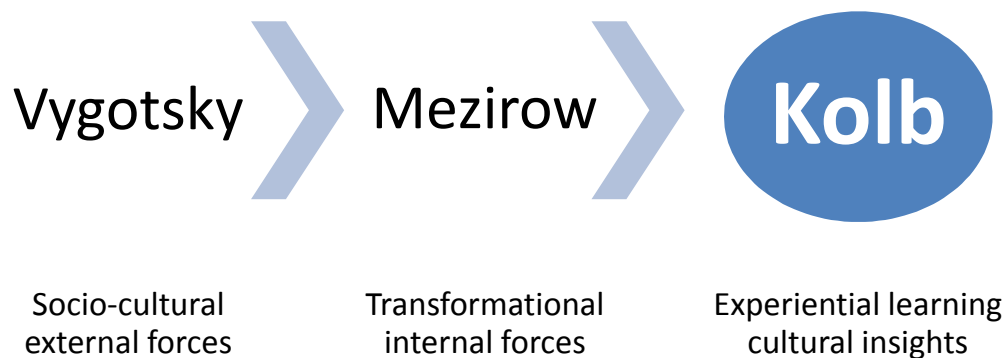 Vygotsky
Mezirow
Kolb
Socio-cultural
external forces
Transformational
internal forces
Experiential learning
cultural insights